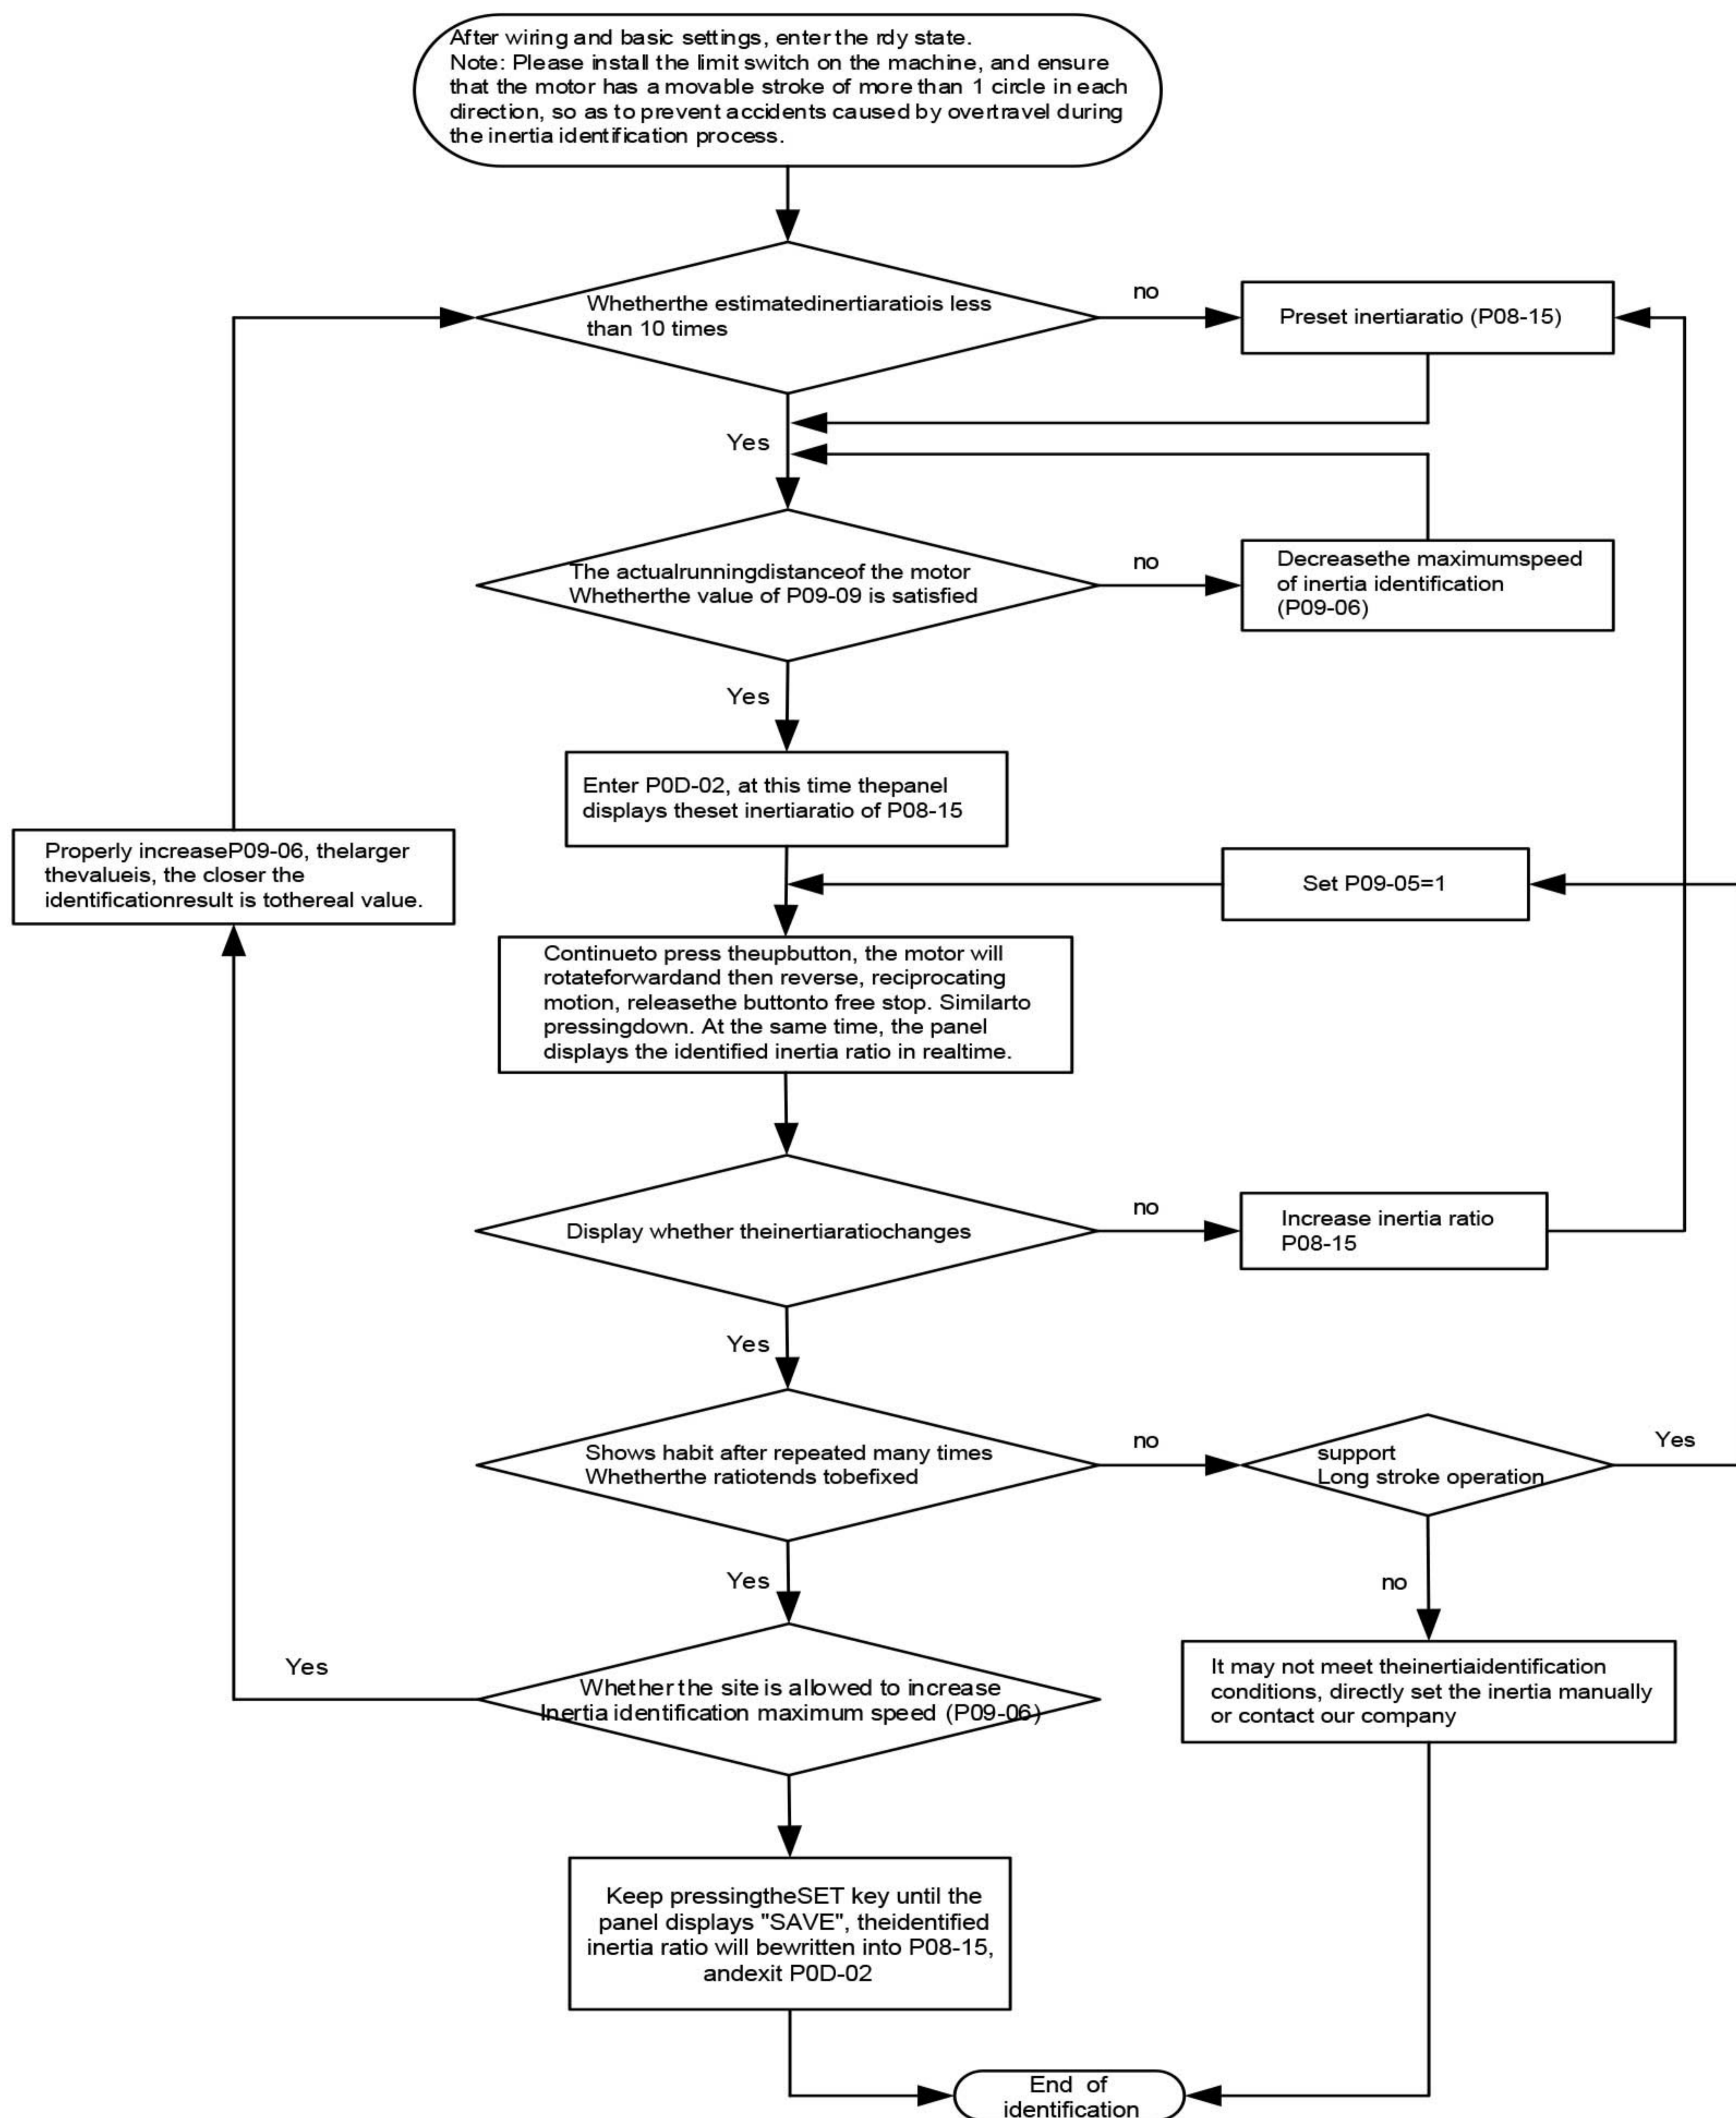 After wiring and basic settings, enter the rdy state.
Note: Please install the limit switch on the machine, and ensure
that the motor has a movable stroke of more than 1 circle in each
direction, so as to prevent accidents caused by overtravel during
the inertia identification process.
Whetherthe estimatedinertiaratiois less
than 10 times
no
Preset inertiaratio (P08-15)
Yes
The actualrunningdistanceof the motor
Whetherthe value of P09-09 is satisfied
no
Decreasethe maximumspeed
of inertia identification
(P09-06)
Yes
Enter P0D-02, at this time thepanel
displays theset inertiaratio of P08-15
Properly increaseP09-06, thelarger
thevalueis, the closer the
identificationresult is tothereal value.
Set P09-05=1
Continueto press theupbutton, the motor will
rotateforwardand then reverse, reciprocating
motion, releasethe buttonto free stop. Similarto
pressingdown. At the same time, the panel
displays the identified inertia ratio in realtime.
Display whether theinertiaratiochanges
no
Increase inertia ratio
P08-15
Yes
Shows habit after repeated many times
Whetherthe ratiotends tobefixed
no
support
Long stroke operation
Yes
Yes
no
Yes
Whether the site is allowed to increase
Inertia identification maximum speed (P09-06)
It may not meet theinertiaidentification
conditions, directly set the inertia manually
or contact our company
Keep pressingtheSET key until the
panel displays "SAVE", theidentified
inertia ratio will bewritten into P08-15,
andexit P0D-02
End of
identification